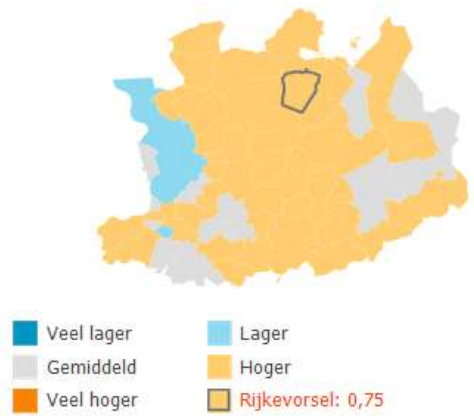 Veel lager
Lager
Gemiddeld
Hoger
Veel hoger
Rijkevorsel: 0,75